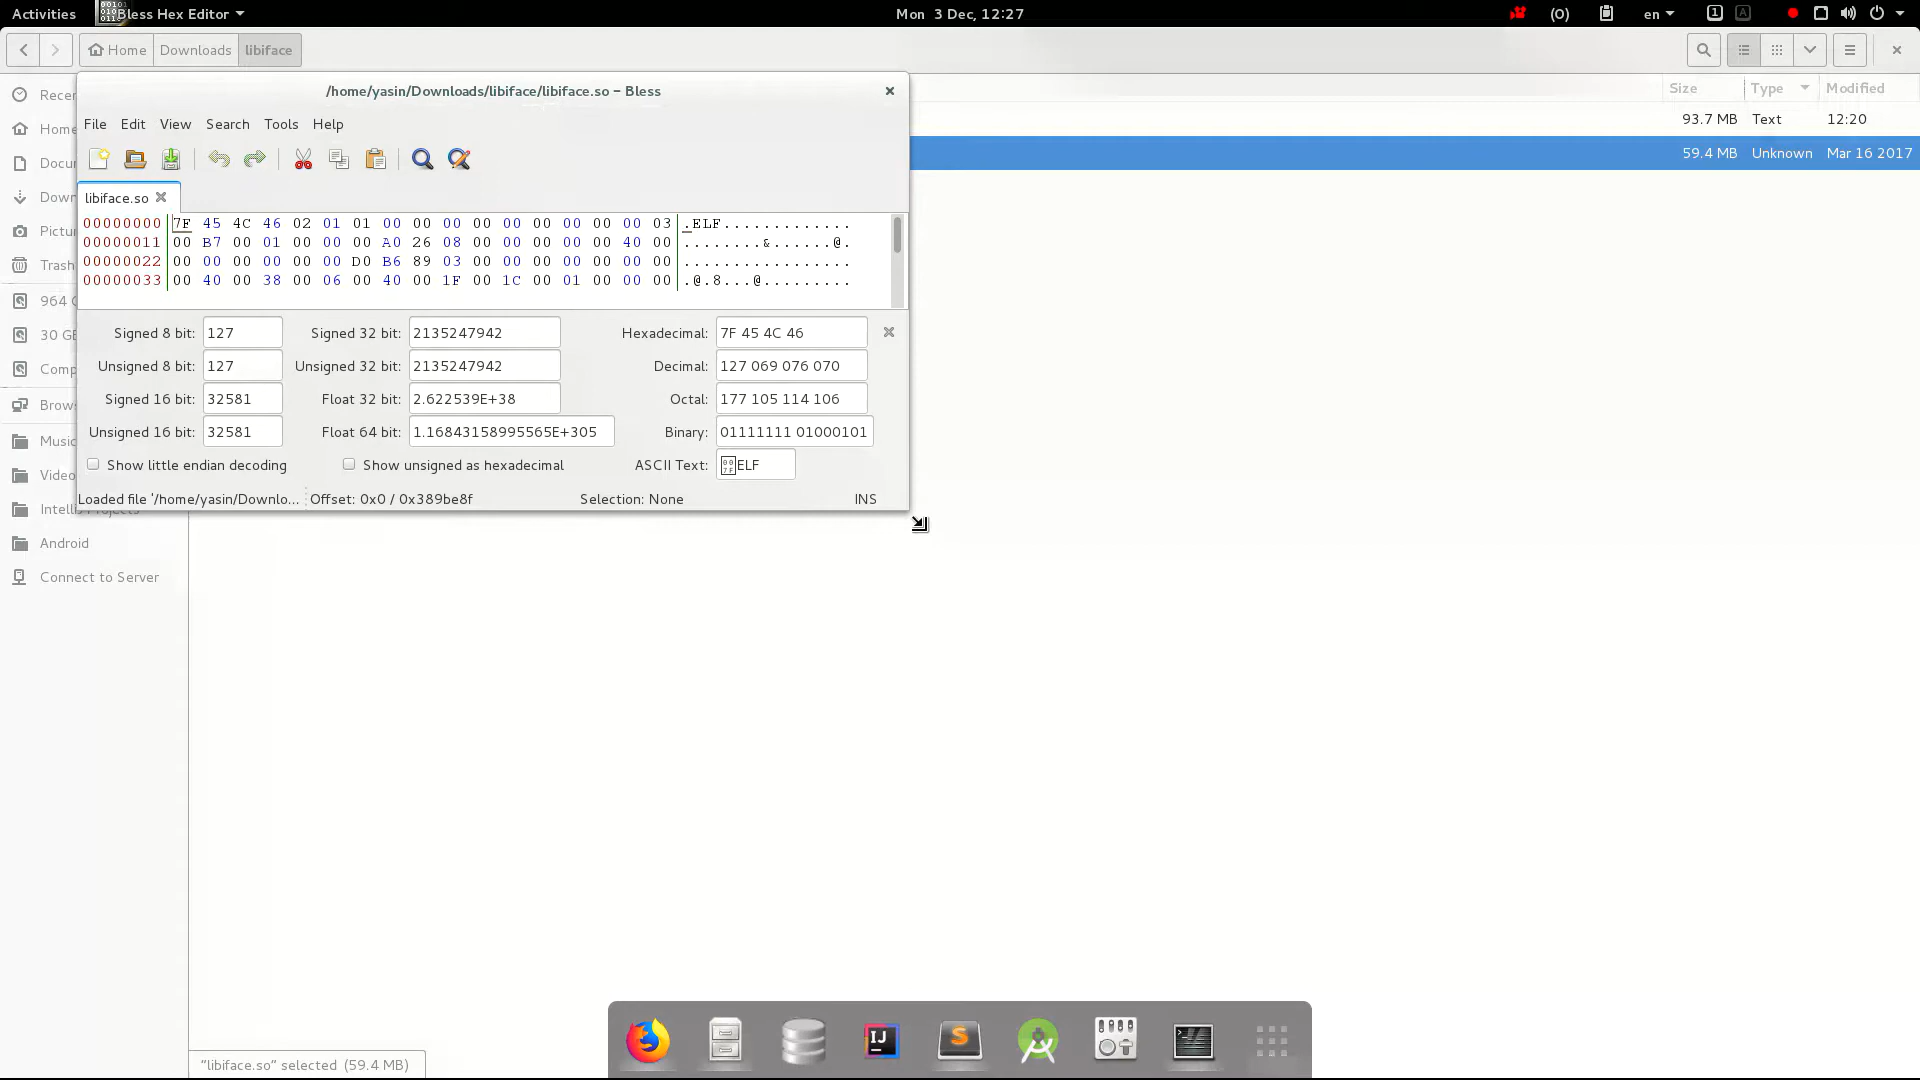 Activities Bless Hex Editor Mon 3 Dec, 12:27 (0) en 1 A
Home Downloads libiface
Size Type Modified
93.7 MB Text 12:20
59.4 MB Unknown Mar 16 2017
Home
Trash
Android
Connect to Server
/home/yasin/Downloads/libiface/libiface.so - Bless
File Edit View Search Tools Help
libiface.so
00000000 7F 45 4C 46 02 01 01 00 00 00 00 00 00 00 00 00 03 .ELF.............
00000011 00 B7 00 01 00 00 00 A0 26 08 00 00 00 00 00 40 00 ........&......@.
00000022 00 00 00 00 00 00 D0 B6 89 03 00 00 00 00 00 00 00 .................
00000033 00 40 00 38 00 06 00 40 00 1F 00 1C 00 01 00 00 00 .@.8...@.........
Signed 8 bit: 127 Signed 32 bit: 2135247942 Hexadecimal: 7F 45 4C 46
Unsigned 8 bit: 127 Unsigned 32 bit: 2135247942 Decimal: 127 069 076 070
Signed 16 bit: 32581 Float 32 bit: 2.622539E+38 Octal: 177 105 114 106
Unsigned 16 bit: 32581 Float 64 bit: 1.16843158995565E+305 Binary: 01111111 01000101
Show little endian decoding Show unsigned as hexadecimal ASCII Text: ELF
Loaded file '/home/yasin/Downlo... Offset: 0x0 / 0x389be8f Selection: None INS
"libiface.so" selected (59.4 MB)
IJ
S